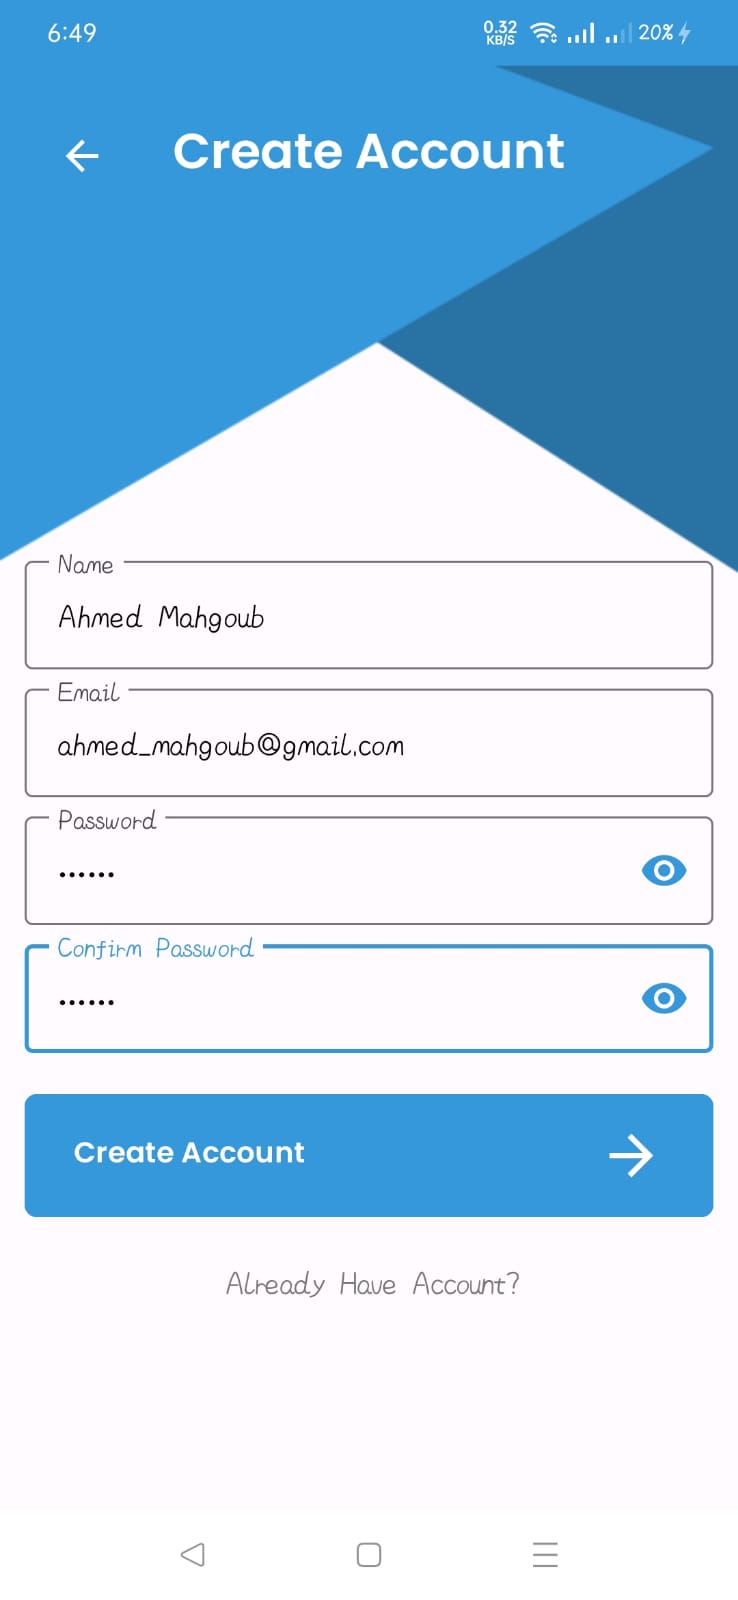 6:49
0.32
KB/S
20%
Create Account
Name
Ahmed Mahgoub
Email
ahmed_mahgoub@gmail.com
Password
••••••
Confirm Password
••••••
Create Account
Already Have Account?